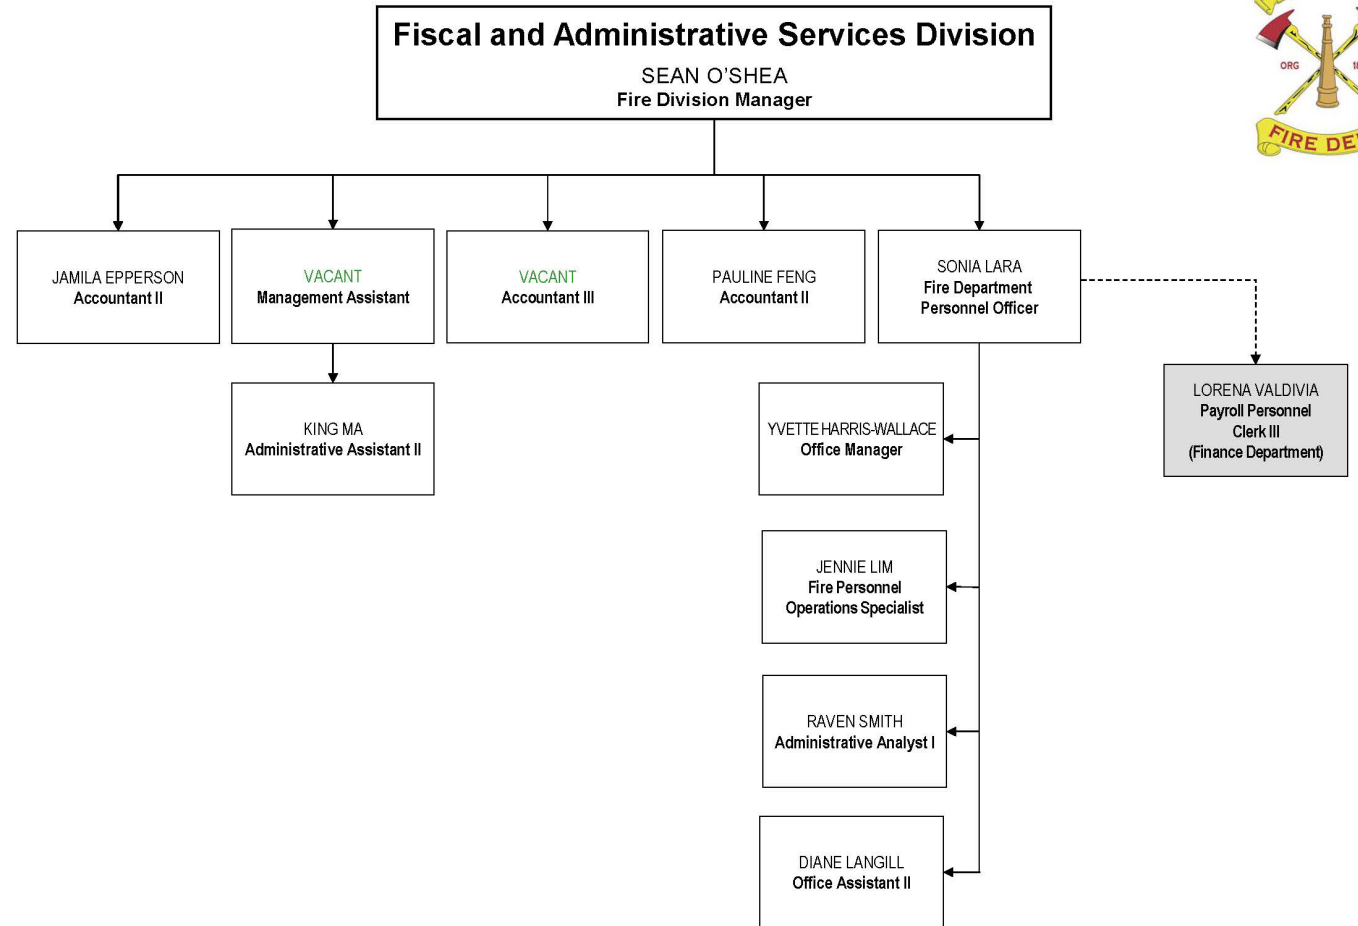 Fiscal and Administrative Services Division
SEAN O'SHEA
Fire Division Manager
ORG
FIRE
JAMILA EPPERSON
Accountant II
VACANT
Management Assistant
VACANT
Accountant III
PAULINE FENG
Accountant II
SONIA LARA
Fire Department
Personnel Officer
KING MA
Administrative Assistant II
YVETTE HARRIS-WALLACE
Office Manager
LORENA VALDIVIA
Payroll Personnel
Clerk III
(Finance Department)
JENNIE LIM
Fire Personnel
Operations Specialist
RAVEN SMITH
Administrative Analyst I
DIANE LANGILL
Office Assistant II